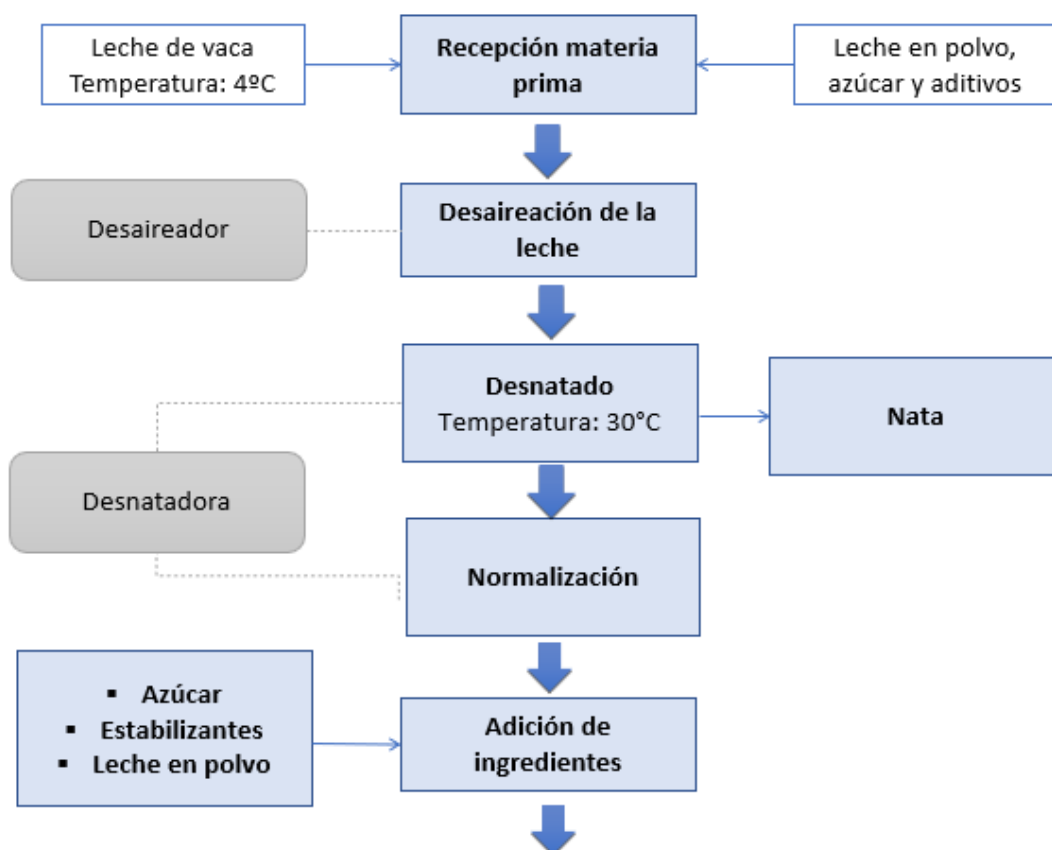 Leche de vaca
Temperatura: 4ºC
Recepción materia
prima
Leche en polvo,
azúcar y aditivos
Desaireador
Desaireación de la
leche
Desnatado
Temperatura: 30°C
Nata
Desnatadora
Normalización
▪ Azúcar
▪ Estabilizantes
▪ Leche en polvo
Adición de
ingredientes